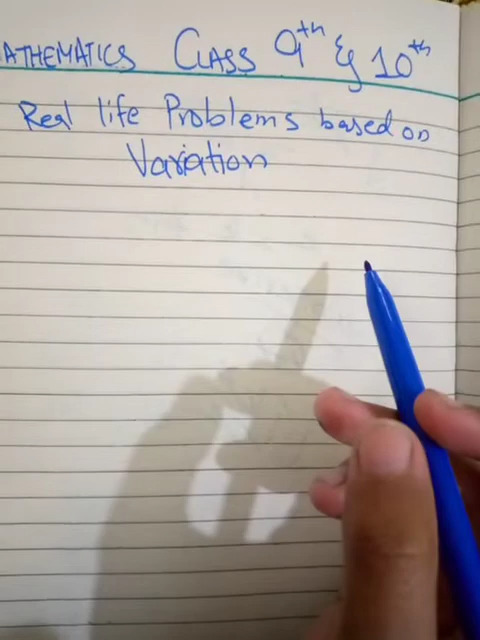 ATHEMATICS CLASS 9th & 10th
Real life Problems based on
Variation